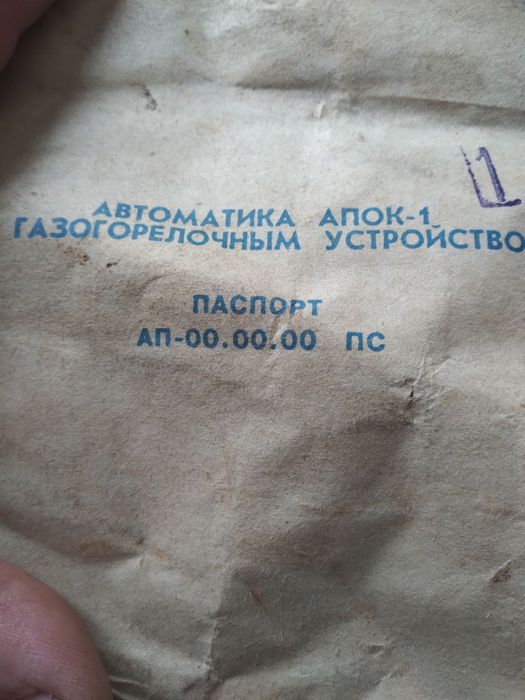 АВТОМАТИКА АПОК-1
ГАЗОГОРЕЛОЧНЫМ УСТРОЙСТВО
ПАСПОРТ
АП-00.00.00 ПС